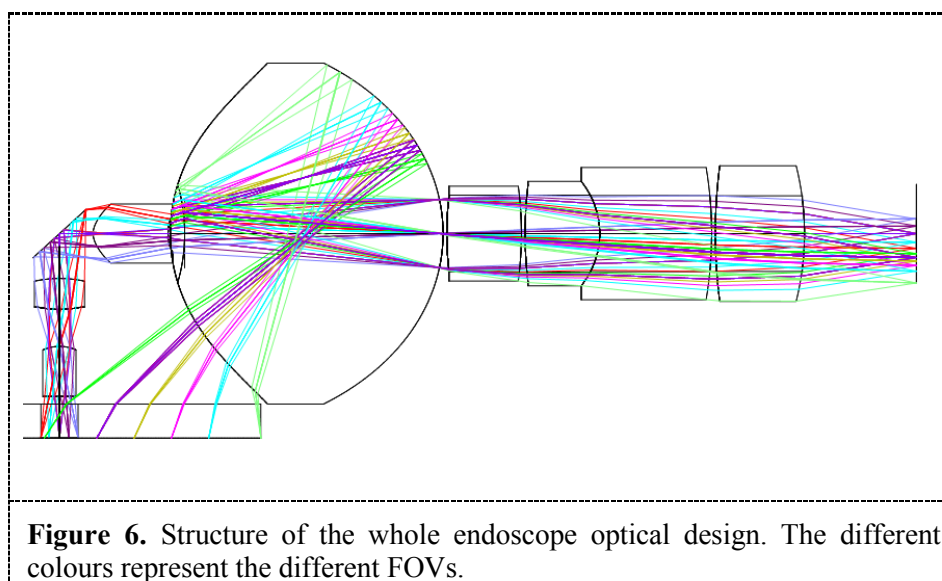 Figure 6. Structure of the whole endoscope optical design. The different
colours represent the different FOVs.